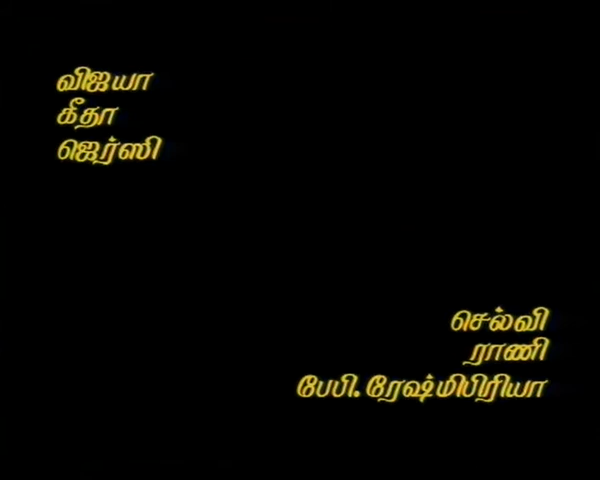 விஜயா
கீதா
ஜெர்ஸி
செல்வி
ராணி
பேபி. ரேஷ்மிபிரியா